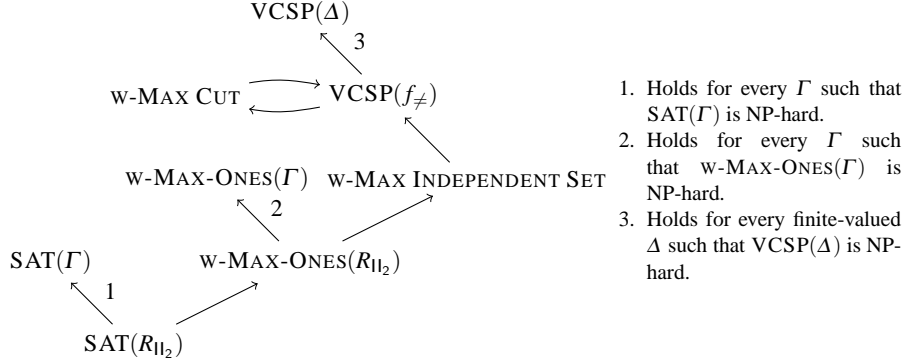 VCSP(Δ)
3
W-MAX CUT
VCSP(f≠)
W-MAX-ONES(Γ)
W-MAX INDEPENDENT SET
2
SAT(Γ)
W-MAX-ONES(R_{II₂})
1
SAT(R_{II₂})
1. Holds for every Γ such that
SAT(Γ) is NP-hard.
2. Holds for every Γ such
that W-MAX-ONES(Γ) is
NP-hard.
3. Holds for every finite-valued
Δ such that VCSP(Δ) is NP-
hard.